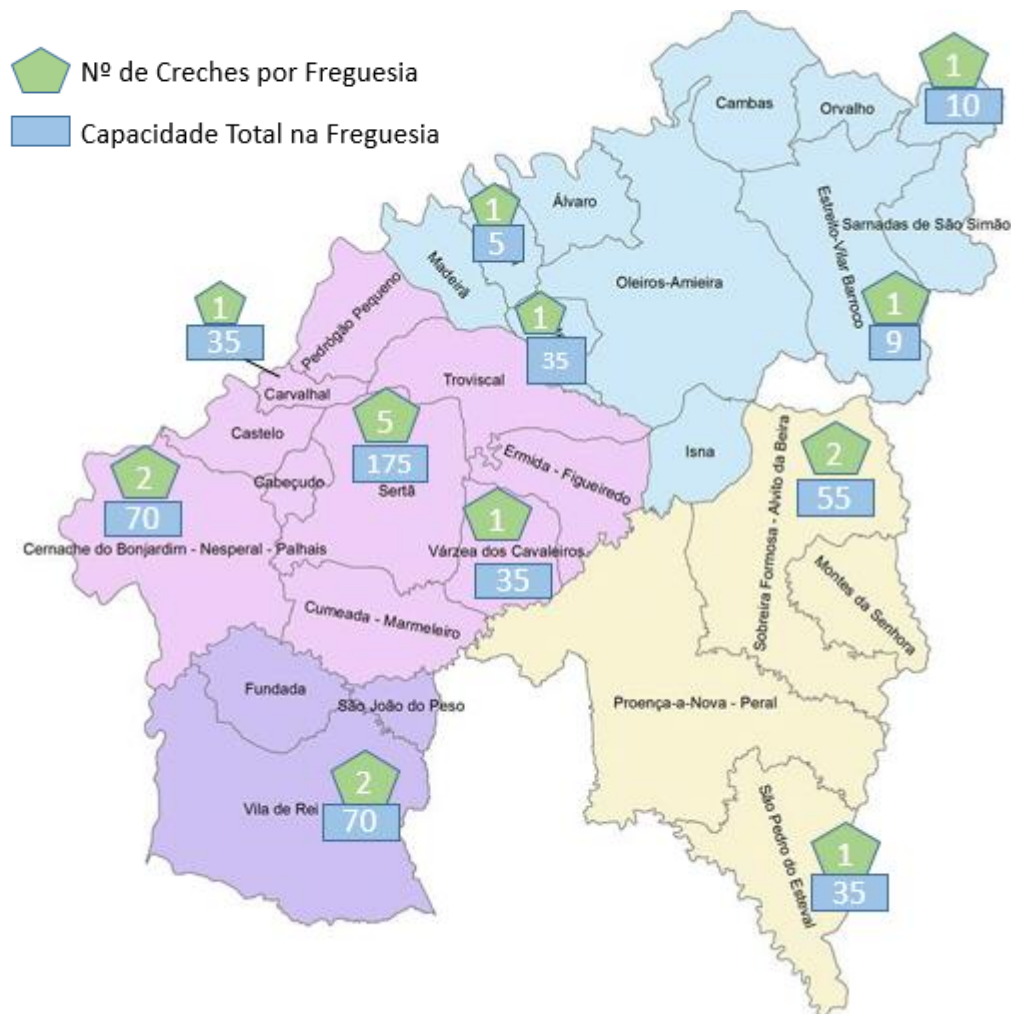 Nº de Creches por Freguesia
Capacidade Total na Freguesia
1
10
Cambas
Orvalho
Álvaro
1
5
Estreito-Vilar Barroco
Sarnadas de São Simão
Madeirã
Oleiros-Amieira
1
35
1
9
Pedrógão Pequeno
1
35
Troviscal
Carvalhal
Castelo
5
175
Sertã
Isna
Ermida - Figueiredo
Sobreira Formosa - Alvito da Beira
2
55
2
70
Cabeçudo
1
Várzea dos Cavaleiros
35
Cernache do Bonjardim - Nesperal - Palhais
Montes da Senhora
Cumeada - Marmeleiro
Fundada
São João do Peso
Proença-a-Nova - Peral
2
70
Vila de Rei
São Pedro do Esteval
1
35